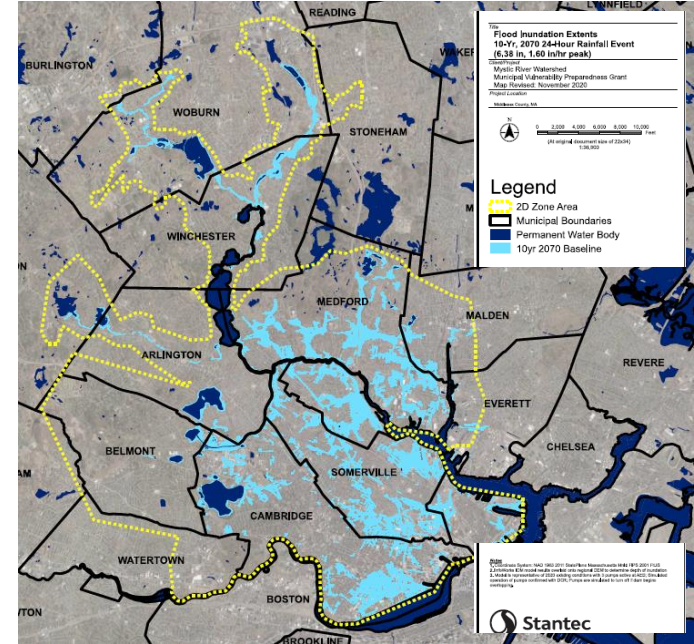 READING
LYNNFIELD
BURLINGTON
WOBURN
STONEHAM
WINCHESTER
MEDFORD
MALDEN
ARLINGTON
REVERE
EVERETT
BELMONT
CHELSEA
SOMERVILLE
CAMBRIDGE
WATERTOWN
BOSTON
BROOKLINE
Title
Flood Inundation Extents
10-Yr, 2070 24-Hour Rainfall Event
(6.38 in, 1.60 in/hr peak)
Client/Project
Mystic River Watershed
Municipal Vulnerability Preparedness Grant
Map Revised: November 2020
Project Location
Middlesex County, MA
N
0 2,000 4,000 6,000 8,000 10,000
Feet
(At original document size of 22x34)
1:36,000
Legend
2D Zone Area
Municipal Boundaries
Permanent Water Body
10yr 2070 Baseline
Notes
Stantec